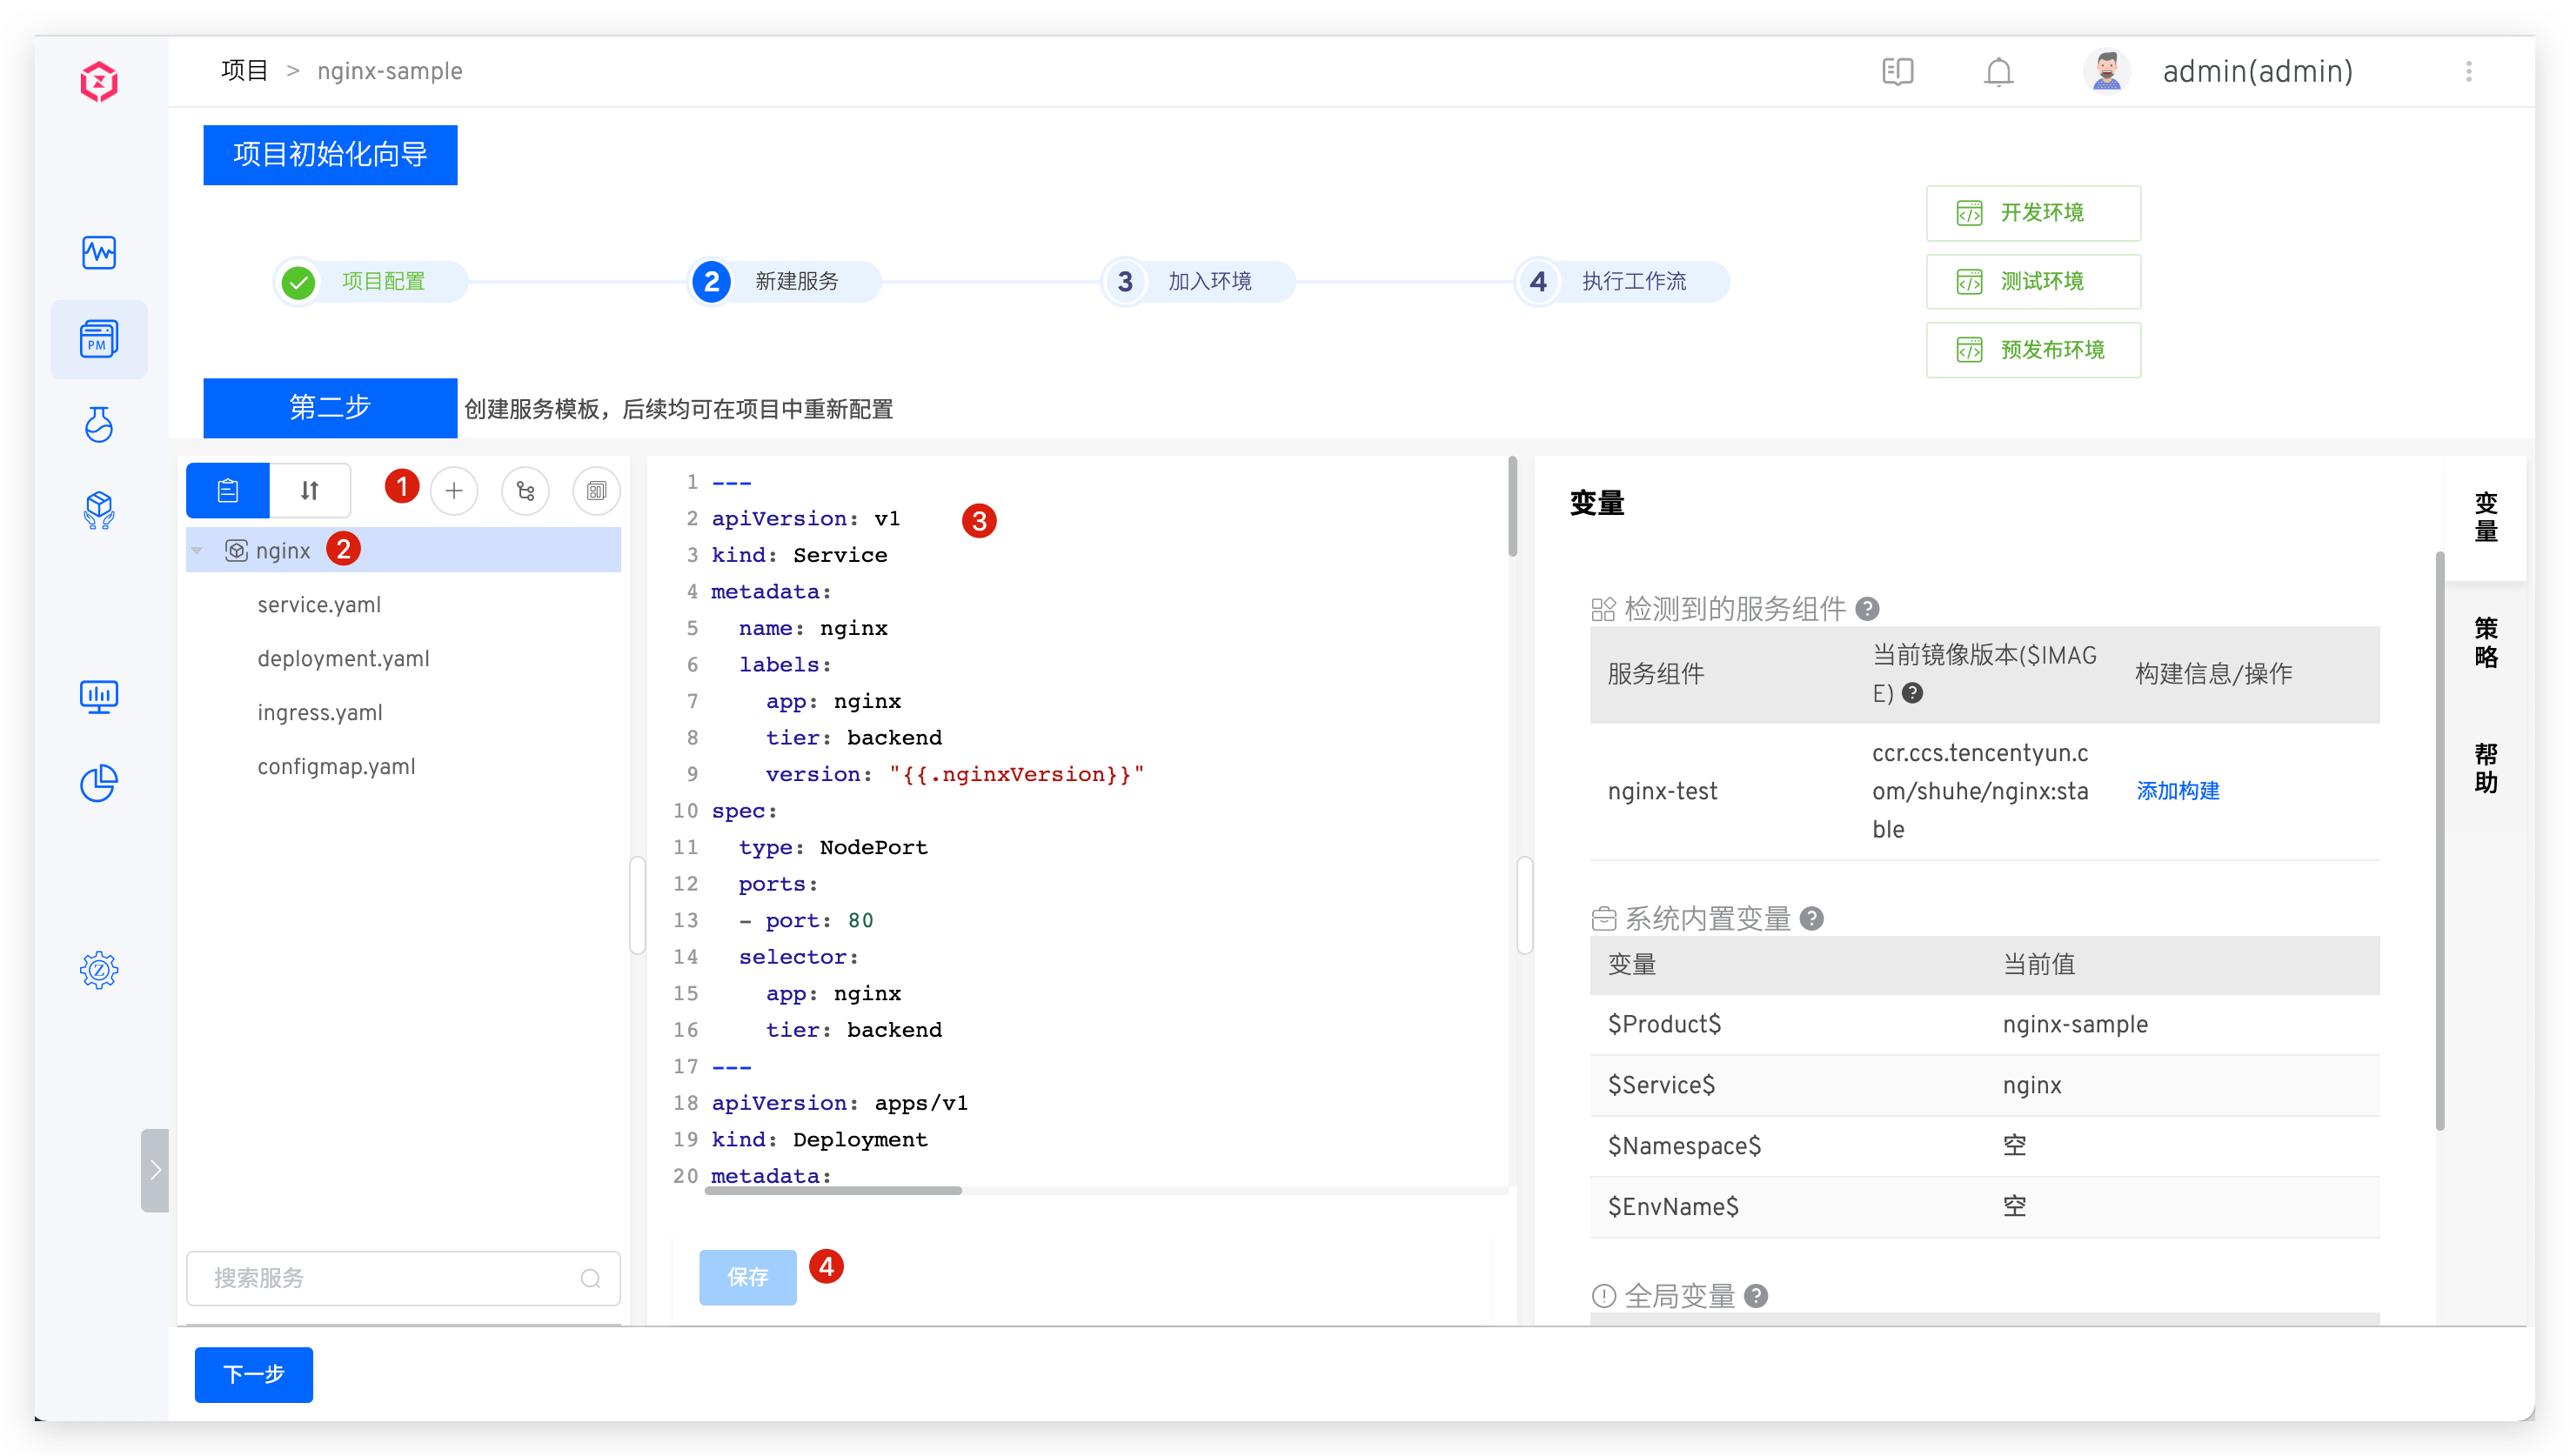 项目 > nginx-sample
admin(admin)
项目初始化向导
项目配置
2 新建服务
3 加入环境
4 执行工作流
开发环境
测试环境
预发布环境
第二步
创建服务模板，后续均可在项目中重新配置
PM
1
nginx 2
service.yaml
deployment.yaml
ingress.yaml
configmap.yaml
搜索服务
3
1 ---
2 apiVersion: v1
3 kind: Service
4 metadata:
5   name: nginx
6   labels:
7     app: nginx
8     tier: backend
9     version: "{{.nginxVersion}}"
10 spec:
11   type: NodePort
12   ports:
13   - port: 80
14   selector:
15     app: nginx
16     tier: backend
17 ---
18 apiVersion: apps/v1
19 kind: Deployment
20 metadata:
保存 4
变量
检测到的服务组件 ?
服务组件
当前镜像版本($IMAG
E) ?
构建信息/操作
nginx-test
ccr.ccs.tencentyun.c
om/shuhe/nginx:sta
ble
添加构建
系统内置变量 ?
变量 当前值
$Product$ nginx-sample
$Service$ nginx
$Namespace$ 空
$EnvName$ 空
全局变量 ?
变量
策略
帮助
下一步